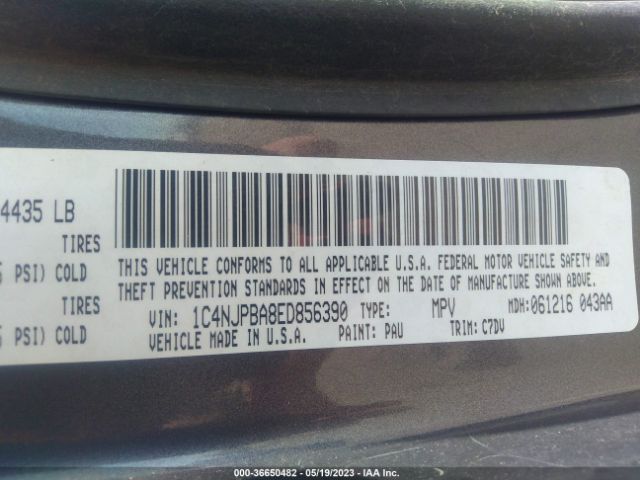 4435 LB
TIRES
PSI) COLD
TIRES
PSI) COLD
THIS VEHICLE CONFORMS TO ALL APPLICABLE U.S.A. FEDERAL MOTOR VEHICLE SAFETY AND
THEFT PREVENTION STANDARDS IN EFFECT ON THE DATE OF MANUFACTURE SHOWN ABOVE.
VIN: 1C4NJPBA8ED856390 TYPE: MPV MDH:061216 043AA
VEHICLE MADE IN U.S.A. PAINT: PAU TRIM: C7DV
000-36650482 - 05/19/2023 - IAA Inc.